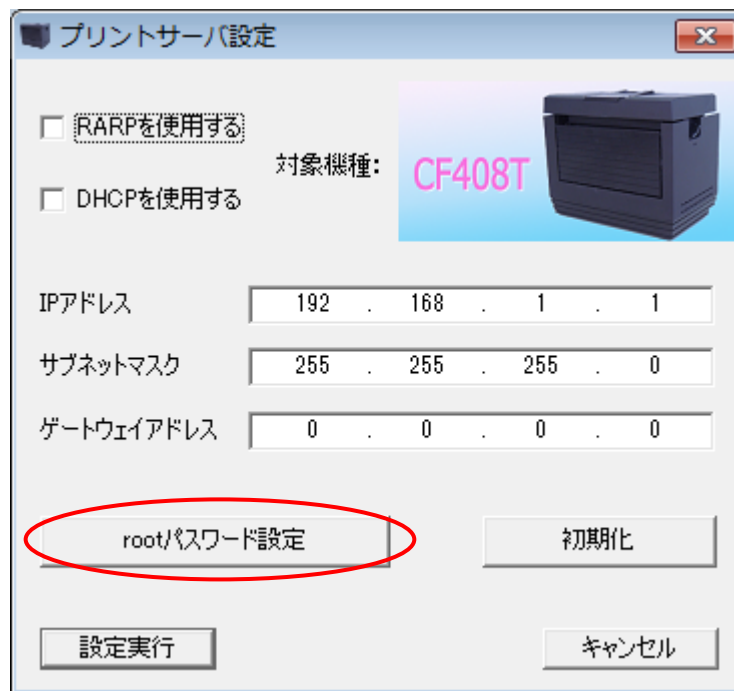 プリントサーバ設定
RARPを使用する
対象機種:
CF408T
DHCPを使用する
IPアドレス 192 . 168 . 1 . 1
サブネットマスク 255 . 255 . 255 . 0
ゲートウェイアドレス 0 . 0 . 0 . 0
rootパスワード設定 初期化
設定実行 キャンセル